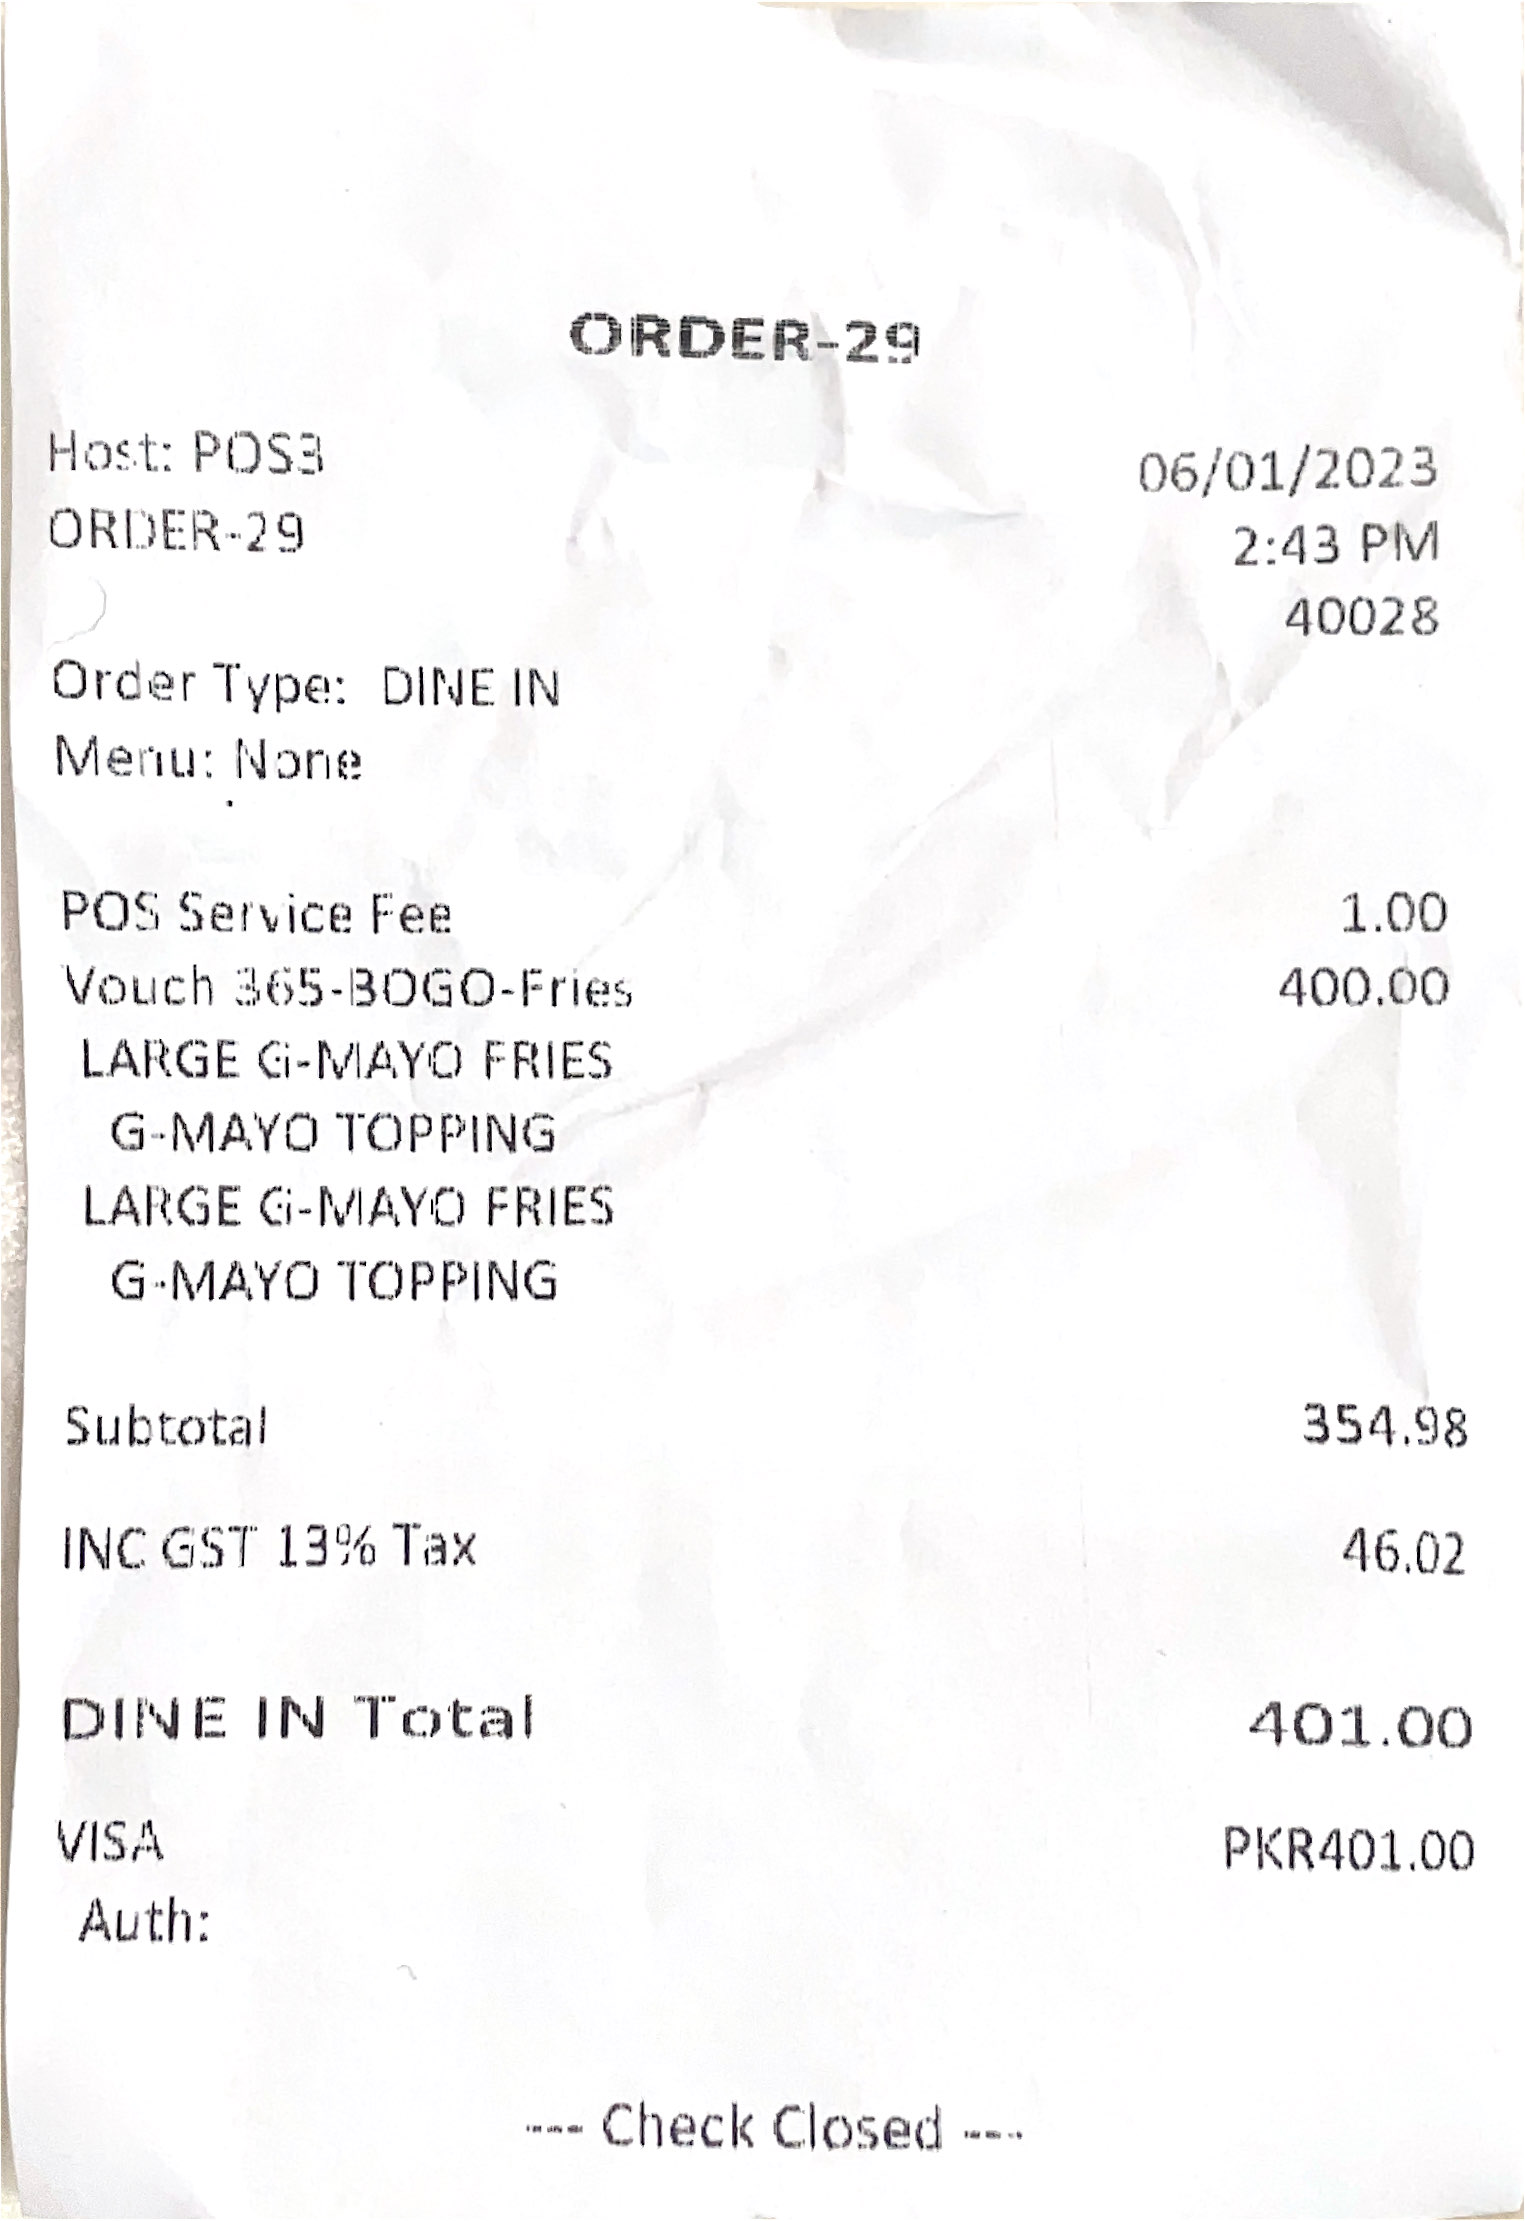 ORDER-29
Host: POS3 06/01/2023
ORDER-29 2:43 PM
40028
Order Type: DINE IN
Menu: None
POS Service Fee 1.00
Vouch 365-BOGO-Fries 400.00
LARGE G-MAYO FRIES
G-MAYO TOPPING
LARGE G-MAYO FRIES
G-MAYO TOPPING
Subtotal 354.98
INC GST 13% Tax 46.02
DINE IN Total 401.00
VISA PKR401.00
Auth:
---- Check Closed ----